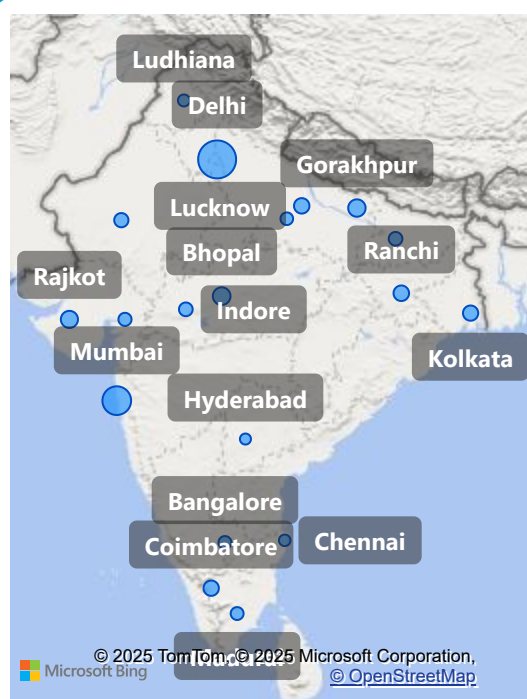 Ludhiana
Delhi
Gorakhpur
Lucknow
Bhopal
Ranchi
Rajkot
Indore
Mumbai
Kolkata
Hyderabad
Bangalore
Coimbatore
Chennai
Madurai
© 2025 TomTom, © 2025 Microsoft Corporation,
Microsoft Bing
© OpenStreetMap